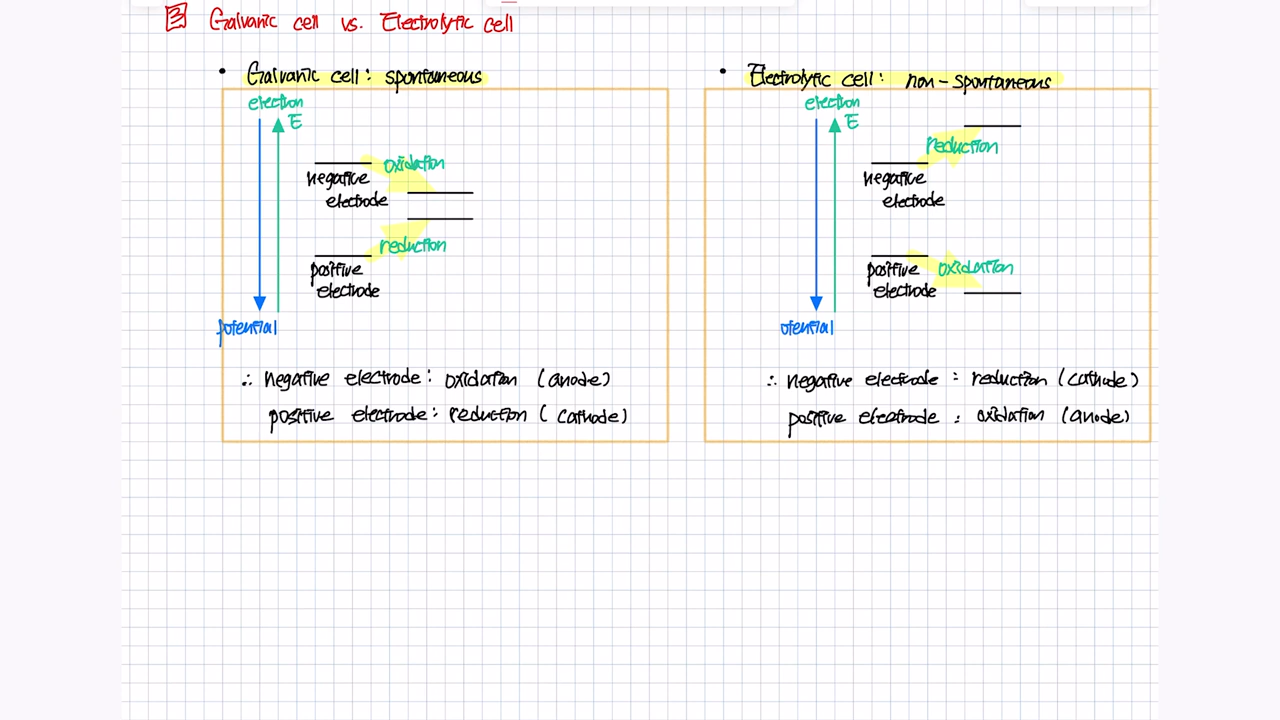 3 Galvanic cell vs. Electrolytic cell
• Galvanic cell: spontaneous
electron
E
oxidation
negative
electrode
reduction
positive
electrode
potential
∴ negative electrode: oxidation (anode)
positive electrode: reduction (cathode)
• Electrolytic cell: non-spontaneous
electron
E
reduction
negative
electrode
positive
oxidation
electrode
otential
∴ negative electrode: reduction (cathode)
positive electrode: oxidation (anode)